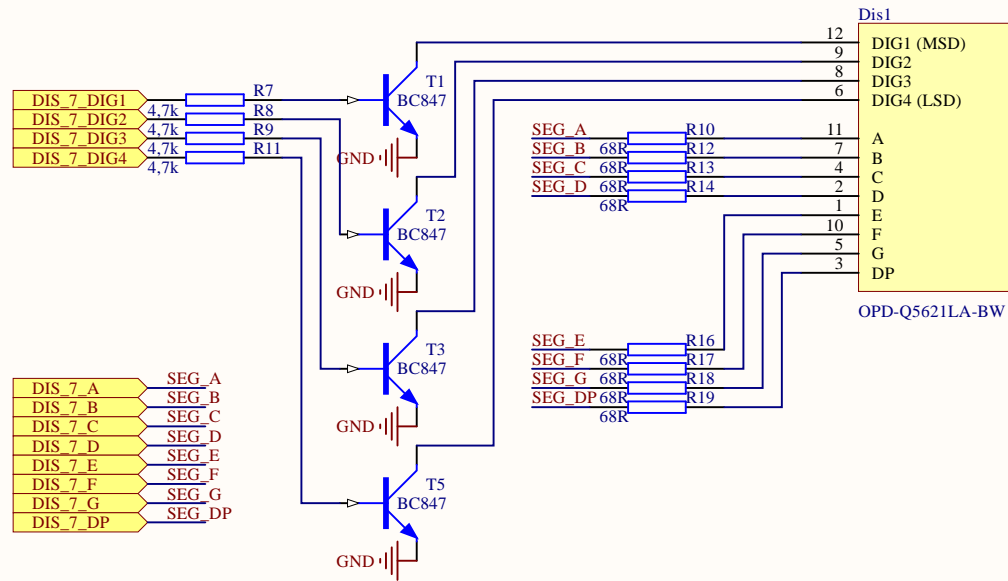 Dis1
12 DIG1 (MSD)
9 DIG2
8 DIG3
6 DIG4 (LSD)
11 A
7 B
4 C
2 D
1 E
10 F
5 G
3 DP
OPD-Q5621LA-BW
DIS_7_DIG1 4,7k R7
DIS_7_DIG2 4,7k R8
DIS_7_DIG3 4,7k R9
DIS_7_DIG4 4,7k R11
T1
BC847
GND
T2
BC847
GND
T3
BC847
GND
T5
BC847
GND
SEG_A 68R R10
SEG_B 68R R12
SEG_C 68R R13
SEG_D 68R R14
SEG_E 68R R16
SEG_F 68R R17
SEG_G 68R R18
SEG_DP 68R R19
DIS_7_A SEG_A
DIS_7_B SEG_B
DIS_7_C SEG_C
DIS_7_D SEG_D
DIS_7_E SEG_E
DIS_7_F SEG_F
DIS_7_G SEG_G
DIS_7_DP SEG_DP